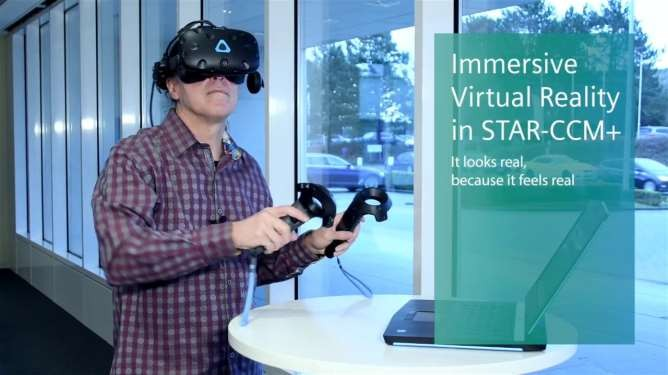 Immersive
Virtual Reality
in STAR-CCM+
It looks real,
because it feels real